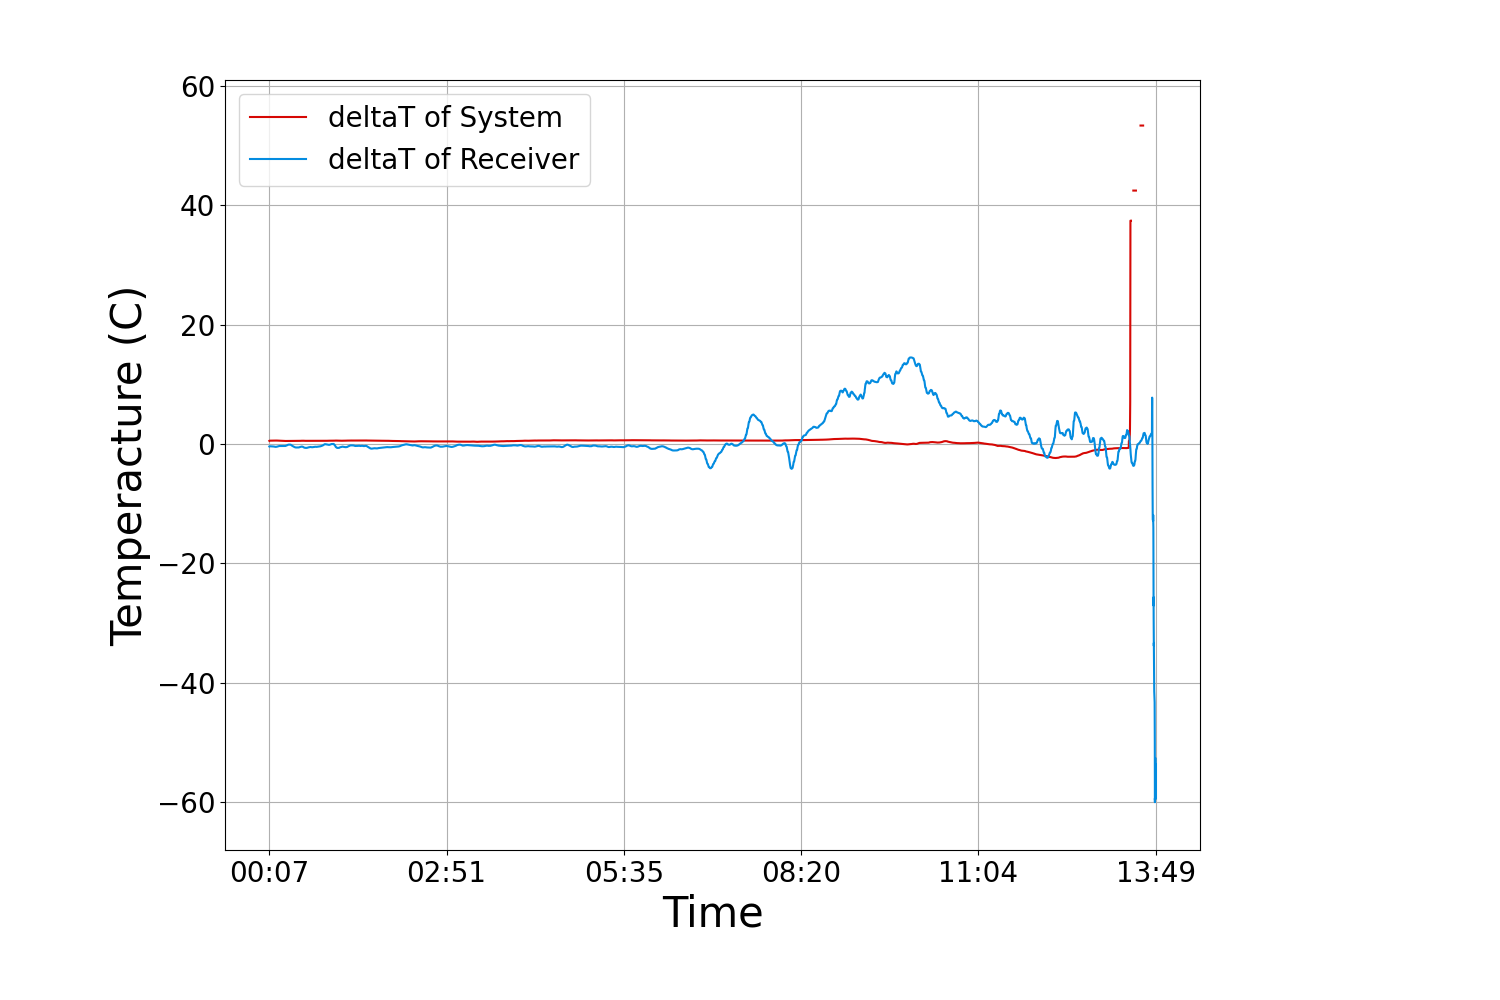 deltaT of System
deltaT of Receiver
60
40
20
0
−20
−40
−60
Temperacture (C)
00:07 02:51 05:35 08:20 11:04 13:49
Time